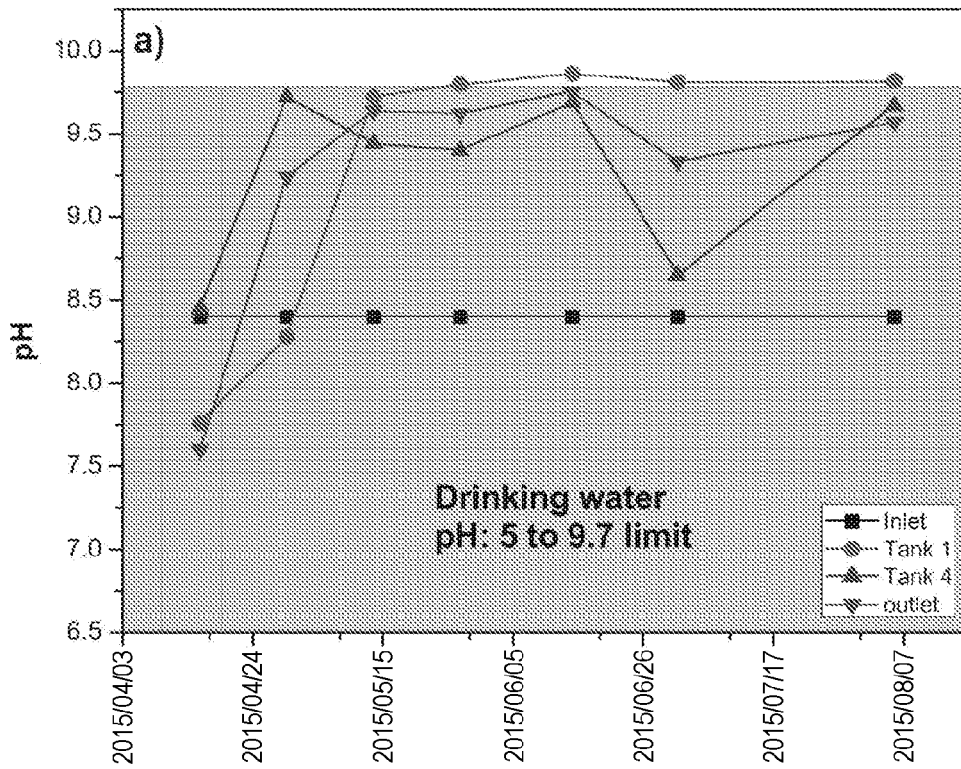 a)
10.0
9.5
9.0
8.5
8.0
7.5
7.0
6.5
pH
Drinking water
pH: 5 to 9.7 limit
Inlet
Tank 1
Tank 4
outlet
2015/04/03
2015/04/24
2015/05/15
2015/06/05
2015/06/26
2015/07/17
2015/08/07